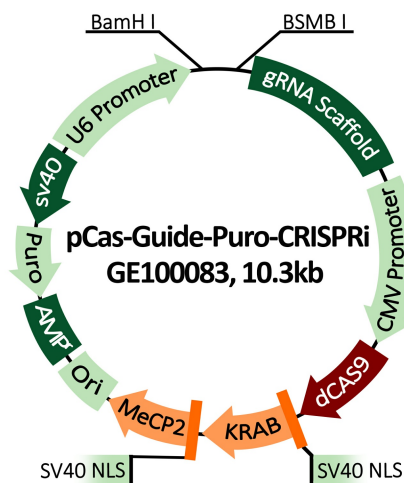 BamH I
BSMB I
U6 Promoter
gRNA Scaffold
sv40
CMV Promoter
Puro
pCas-Guide-Puro-CRISPRi
GE100083, 10.3kb
AMPr
dCAS9
Ori
MeCP2
KRAB
SV40 NLS
SV40 NLS